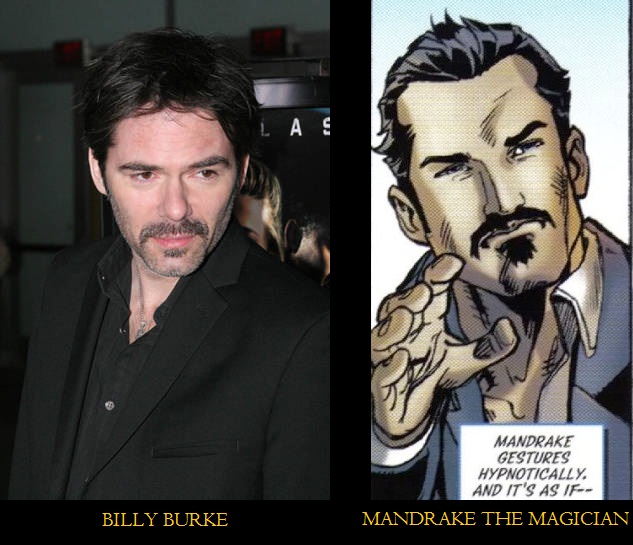 LAS
MANDRAKE
GESTURES
HYPNOTICALLY.
AND IT'S AS IF--
BILLY BURKE
MANDRAKE THE MAGICIAN